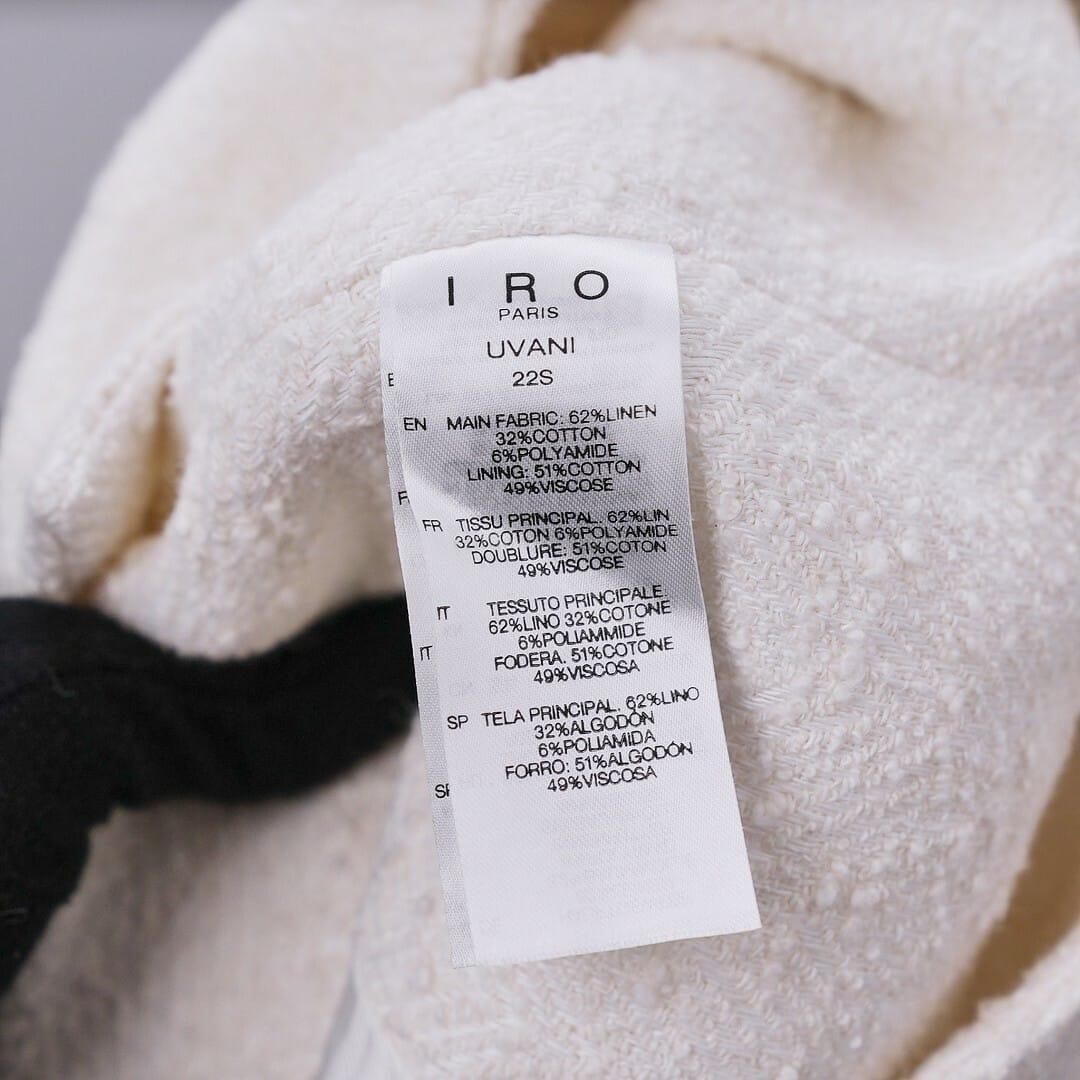 I R O
PARIS
UVANI
22S
EN MAIN FABRIC: 62%LINEN
32%COTTON
6%POLYAMIDE
LINING: 51%COTTON
49%VISCOSE
FR TISSU PRINCIPAL. 62%LIN
32%COTON 6%POLYAMIDE
DOUBLURE: 51%COTON
49%VISCOSE
IT TESSUTO PRINCIPALE.
62%LINO 32%COTONE
6%POLIAMMIDE
FODERA. 51%COTONE
49%VISCOSA
SP TELA PRINCIPAL. 62%LINO
32%ALGODÓN
6%POLIAMIDA
FORRO: 51%ALGODÓN
49%VISCOSA
IT